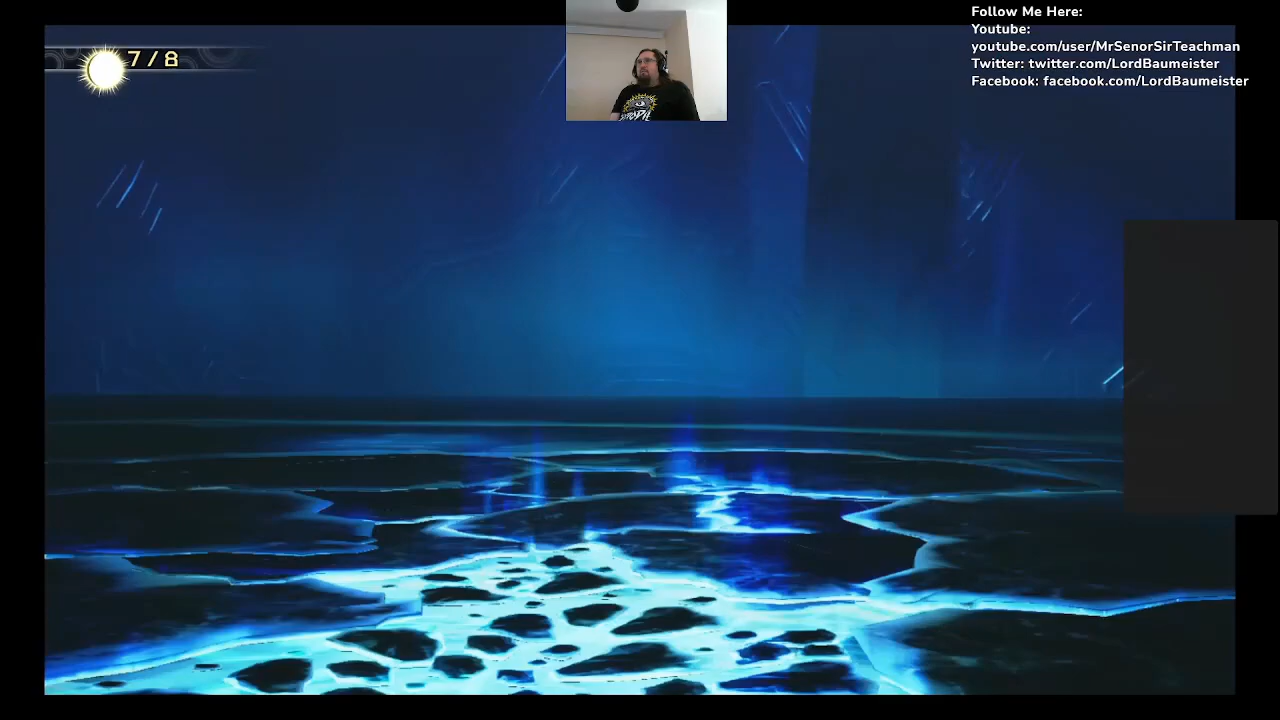 7 / 8
Follow Me Here:
Youtube:
youtube.com/user/MrSenorSirTeachman
Twitter: twitter.com/LordBaumeister
Facebook: facebook.com/LordBaumeister